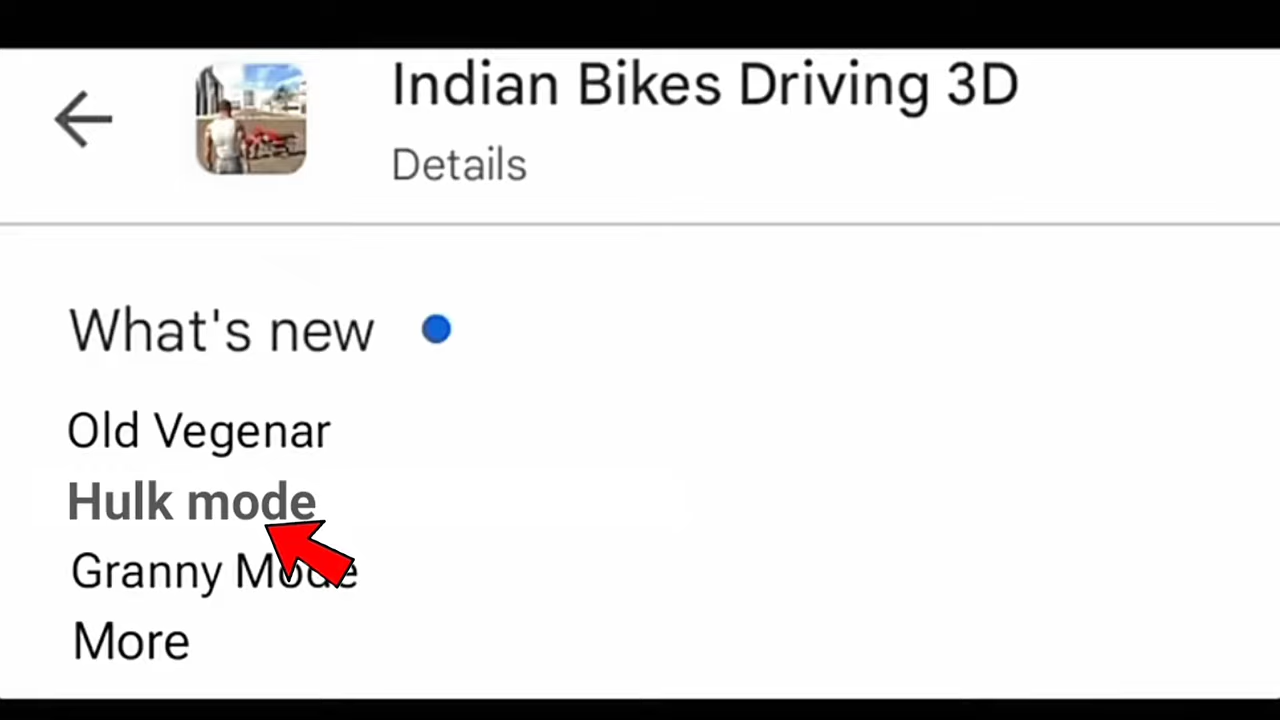 Indian Bikes Driving 3D
Details
What's new
Old Vegenar
Hulk mode
Granny Mode
More